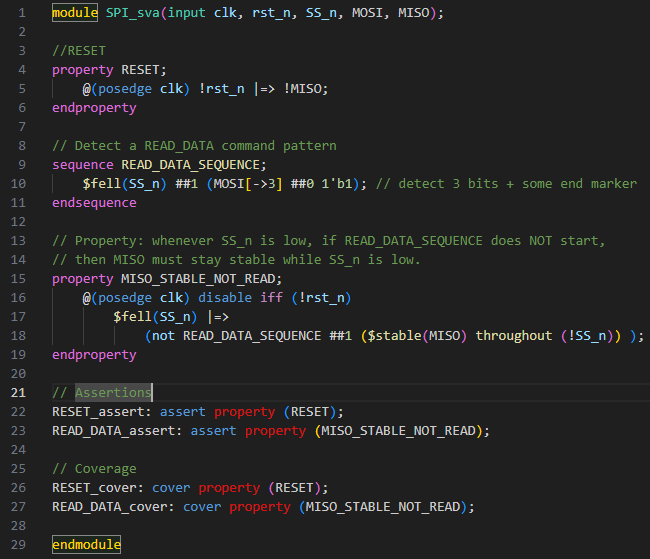 1 module SPI_sva(input clk, rst_n, SS_n, MOSI, MISO);
2
3 //RESET
4 property RESET;
5 @(posedge clk) !rst_n |=> !MISO;
6 endproperty
7
8 // Detect a READ_DATA command pattern
9 sequence READ_DATA_SEQUENCE;
10 $fell(SS_n) ##1 (MOSI[->3] ##0 1'b1); // detect 3 bits + some end marker
11 endsequence
12
13 // Property: whenever SS_n is low, if READ_DATA_SEQUENCE does NOT start,
14 // then MISO must stay stable while SS_n is low.
15 property MISO_STABLE_NOT_READ;
16 @(posedge clk) disable iff (!rst_n)
17 $fell(SS_n) |=>
18 (not READ_DATA_SEQUENCE ##1 ($stable(MISO) throughout (!SS_n)) );
19 endproperty
20
21 // Assertions
22 RESET_assert: assert property (RESET);
23 READ_DATA_assert: assert property (MISO_STABLE_NOT_READ);
24
25 // Coverage
26 RESET_cover: cover property (RESET);
27 READ_DATA_cover: cover property (MISO_STABLE_NOT_READ);
28
29 endmodule